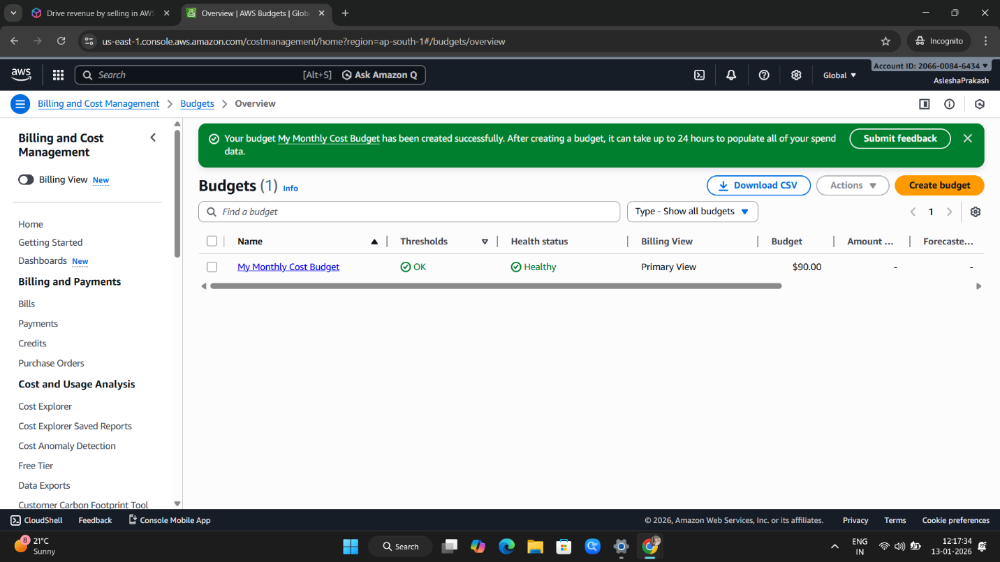 Drive revenue by selling in AWS
Overview | AWS Budgets | Globa
us-east-1.console.aws.amazon.com/costmanagement/home?region=ap-south-1#/budgets/overview
Incognito
aws
Search
[Alt+S]
Ask Amazon Q
Global
Account ID: 2066-0084-6434
AsleshaPrakash
Billing and Cost Management
Budgets
Overview
Billing and Cost
Management
Billing View New
Home
Getting Started
Dashboards New
Billing and Payments
Bills
Payments
Credits
Purchase Orders
Cost and Usage Analysis
Cost Explorer
Cost Explorer Saved Reports
Cost Anomaly Detection
Free Tier
Data Exports
Customer Carbon Footprint Tool
Your budget My Monthly Cost Budget has been created successfully. After creating a budget, it can take up to 24 hours to populate all of your spend
data.
Submit feedback
Budgets (1) Info
Download CSV
Actions
Create budget
Find a budget
Type - Show all budgets
1
Name Thresholds Health status Billing View Budget Amount ... Forecaste...
My Monthly Cost Budget OK Healthy Primary View $90.00 - -
CloudShell Feedback Console Mobile App
© 2026, Amazon Web Services, Inc. or its affiliates. Privacy Terms Cookie preferences
8
21°C
Sunny
Search
ENG
IN
12:17:34
13-01-2026